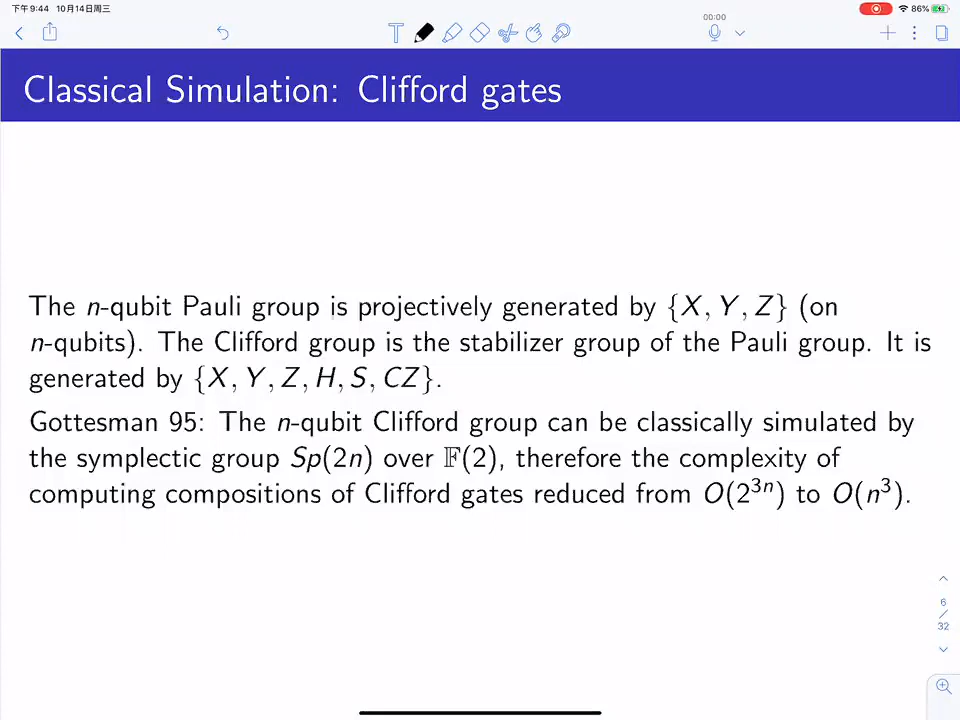 下午9:44 10月14日周三
86%
00:00
T
Classical Simulation: Clifford gates
The n-qubit Pauli group is projectively generated by {X, Y, Z} (on
n-qubits). The Clifford group is the stabilizer group of the Pauli group. It is
generated by {X, Y, Z, H, S, CZ}.
Gottesman 95: The n-qubit Clifford group can be classically simulated by
the symplectic group Sp(2n) over 𝔽(2), therefore the complexity of
computing compositions of Clifford gates reduced from O(2³ⁿ) to O(n³).
6
/
32